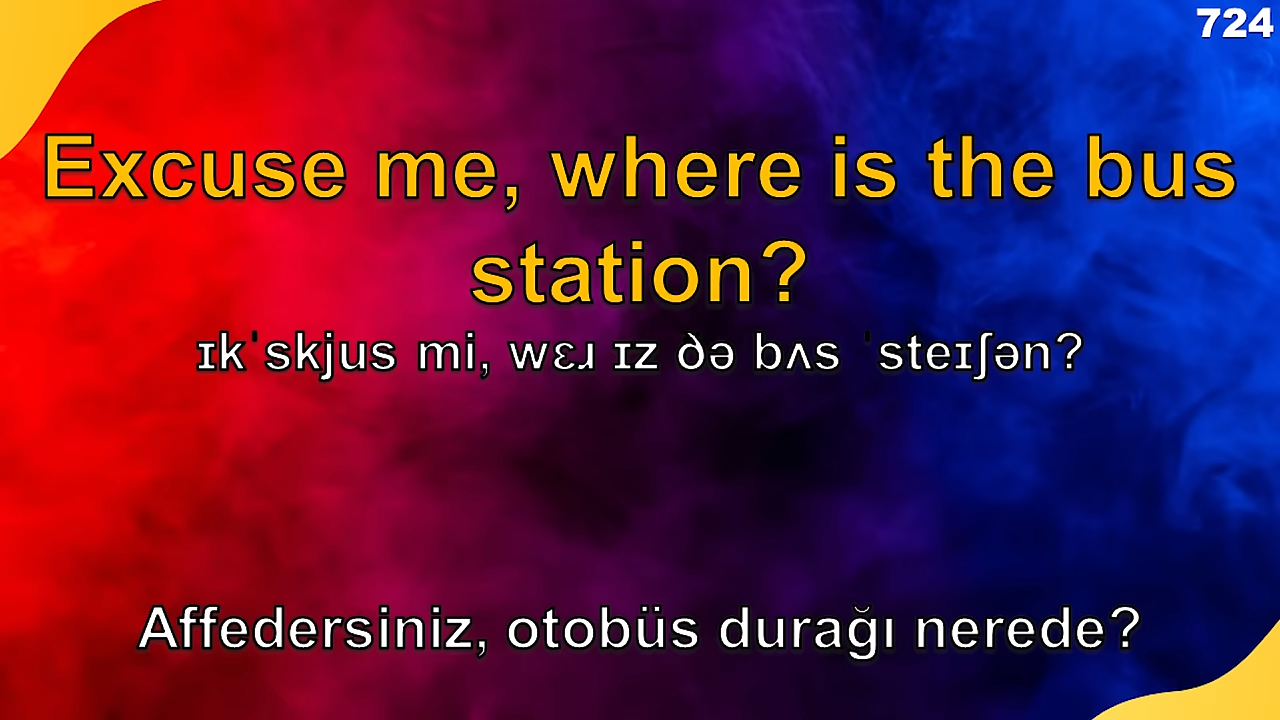 724
Excuse me, where is the bus
station?
ɪkˈskjus mi, wɛɹ ɪz ðə bʌs ˈsteɪʃən?
Affedersiniz, otobüs durağı nerede?